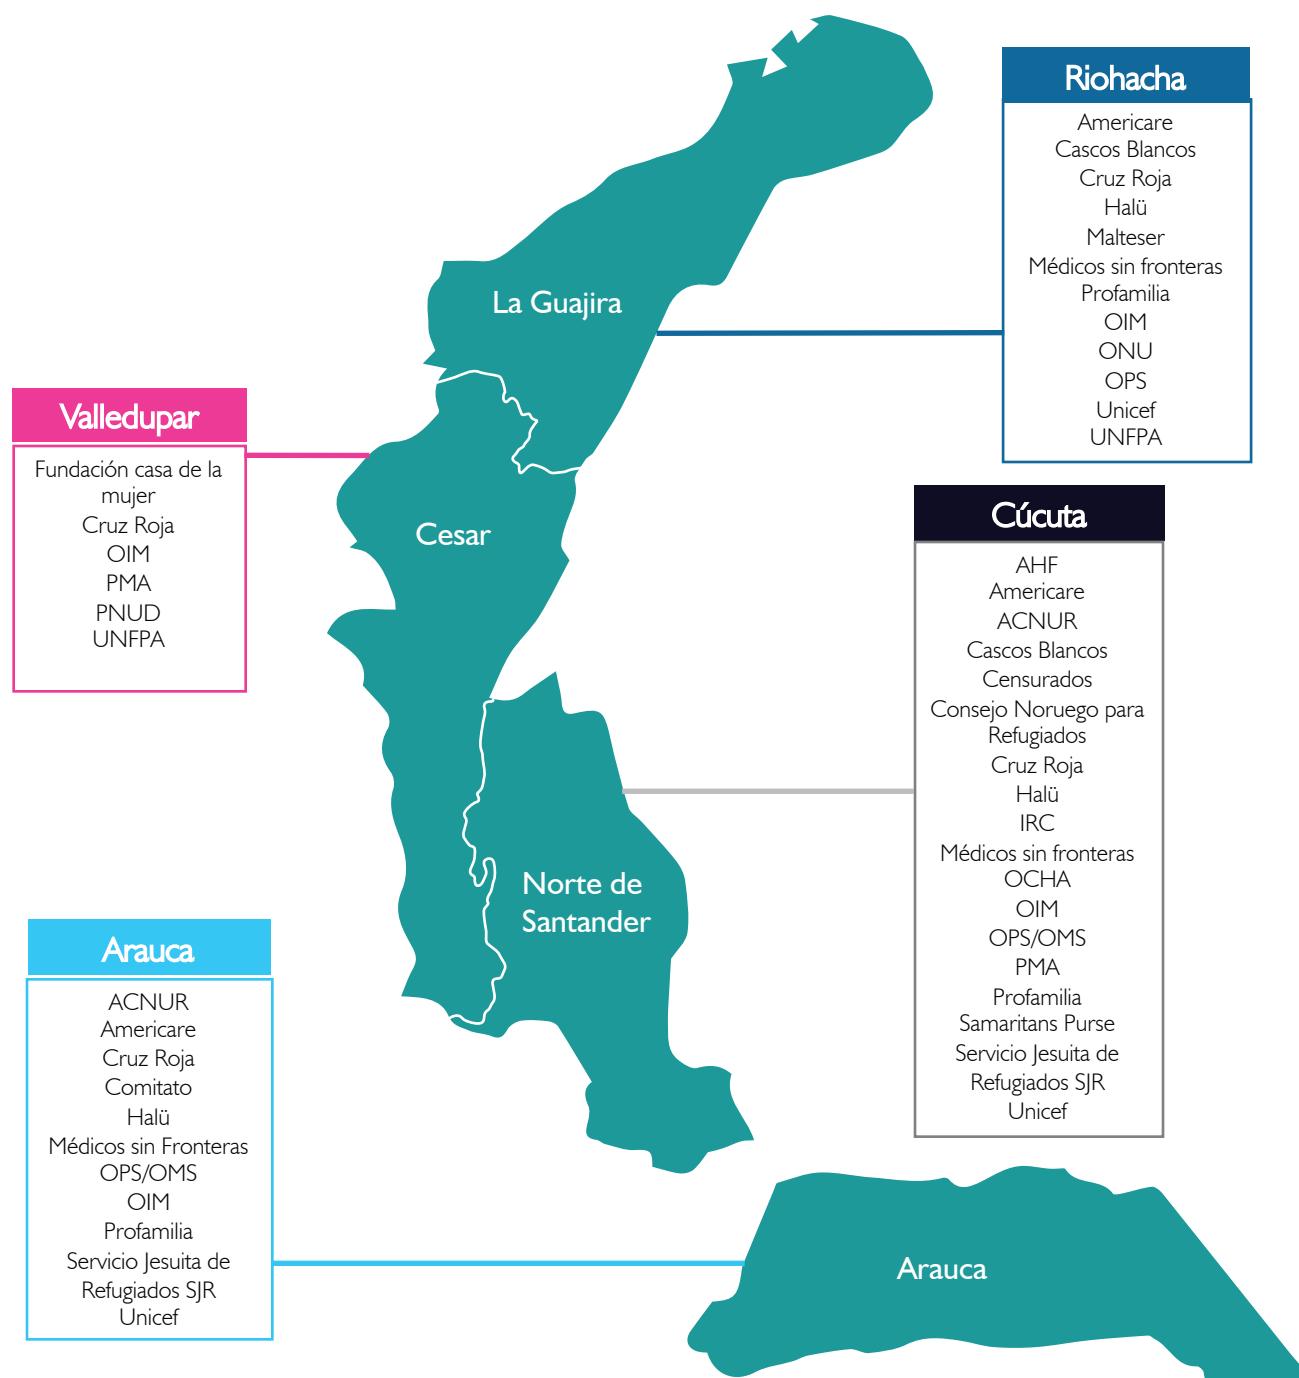 Riohacha
Americare
Cascos Blancos
Cruz Roja
Halü
Malteser
Médicos sin fronteras
Profamilia
OIM
ONU
OPS
Unicef
UNFPA
La Guajira
Valledupar
Fundación casa de la
mujer
Cruz Roja
OIM
PMA
PNUD
UNFPA
Cesar
Cúcuta
AHF
Americare
ACNUR
Cascos Blancos
Censurados
Consejo Noruego para
Refugiados
Cruz Roja
Halü
IRC
Médicos sin fronteras
OCHA
OIM
OPS/OMS
PMA
Profamilia
Samaritans Purse
Servicio Jesuita de
Refugiados SJR
Unicef
Norte de
Santander
Arauca
ACNUR
Americare
Cruz Roja
Comitato
Halü
Médicos sin Fronteras
OPS/OMS
OIM
Profamilia
Servicio Jesuita de
Refugiados SJR
Unicef
Arauca